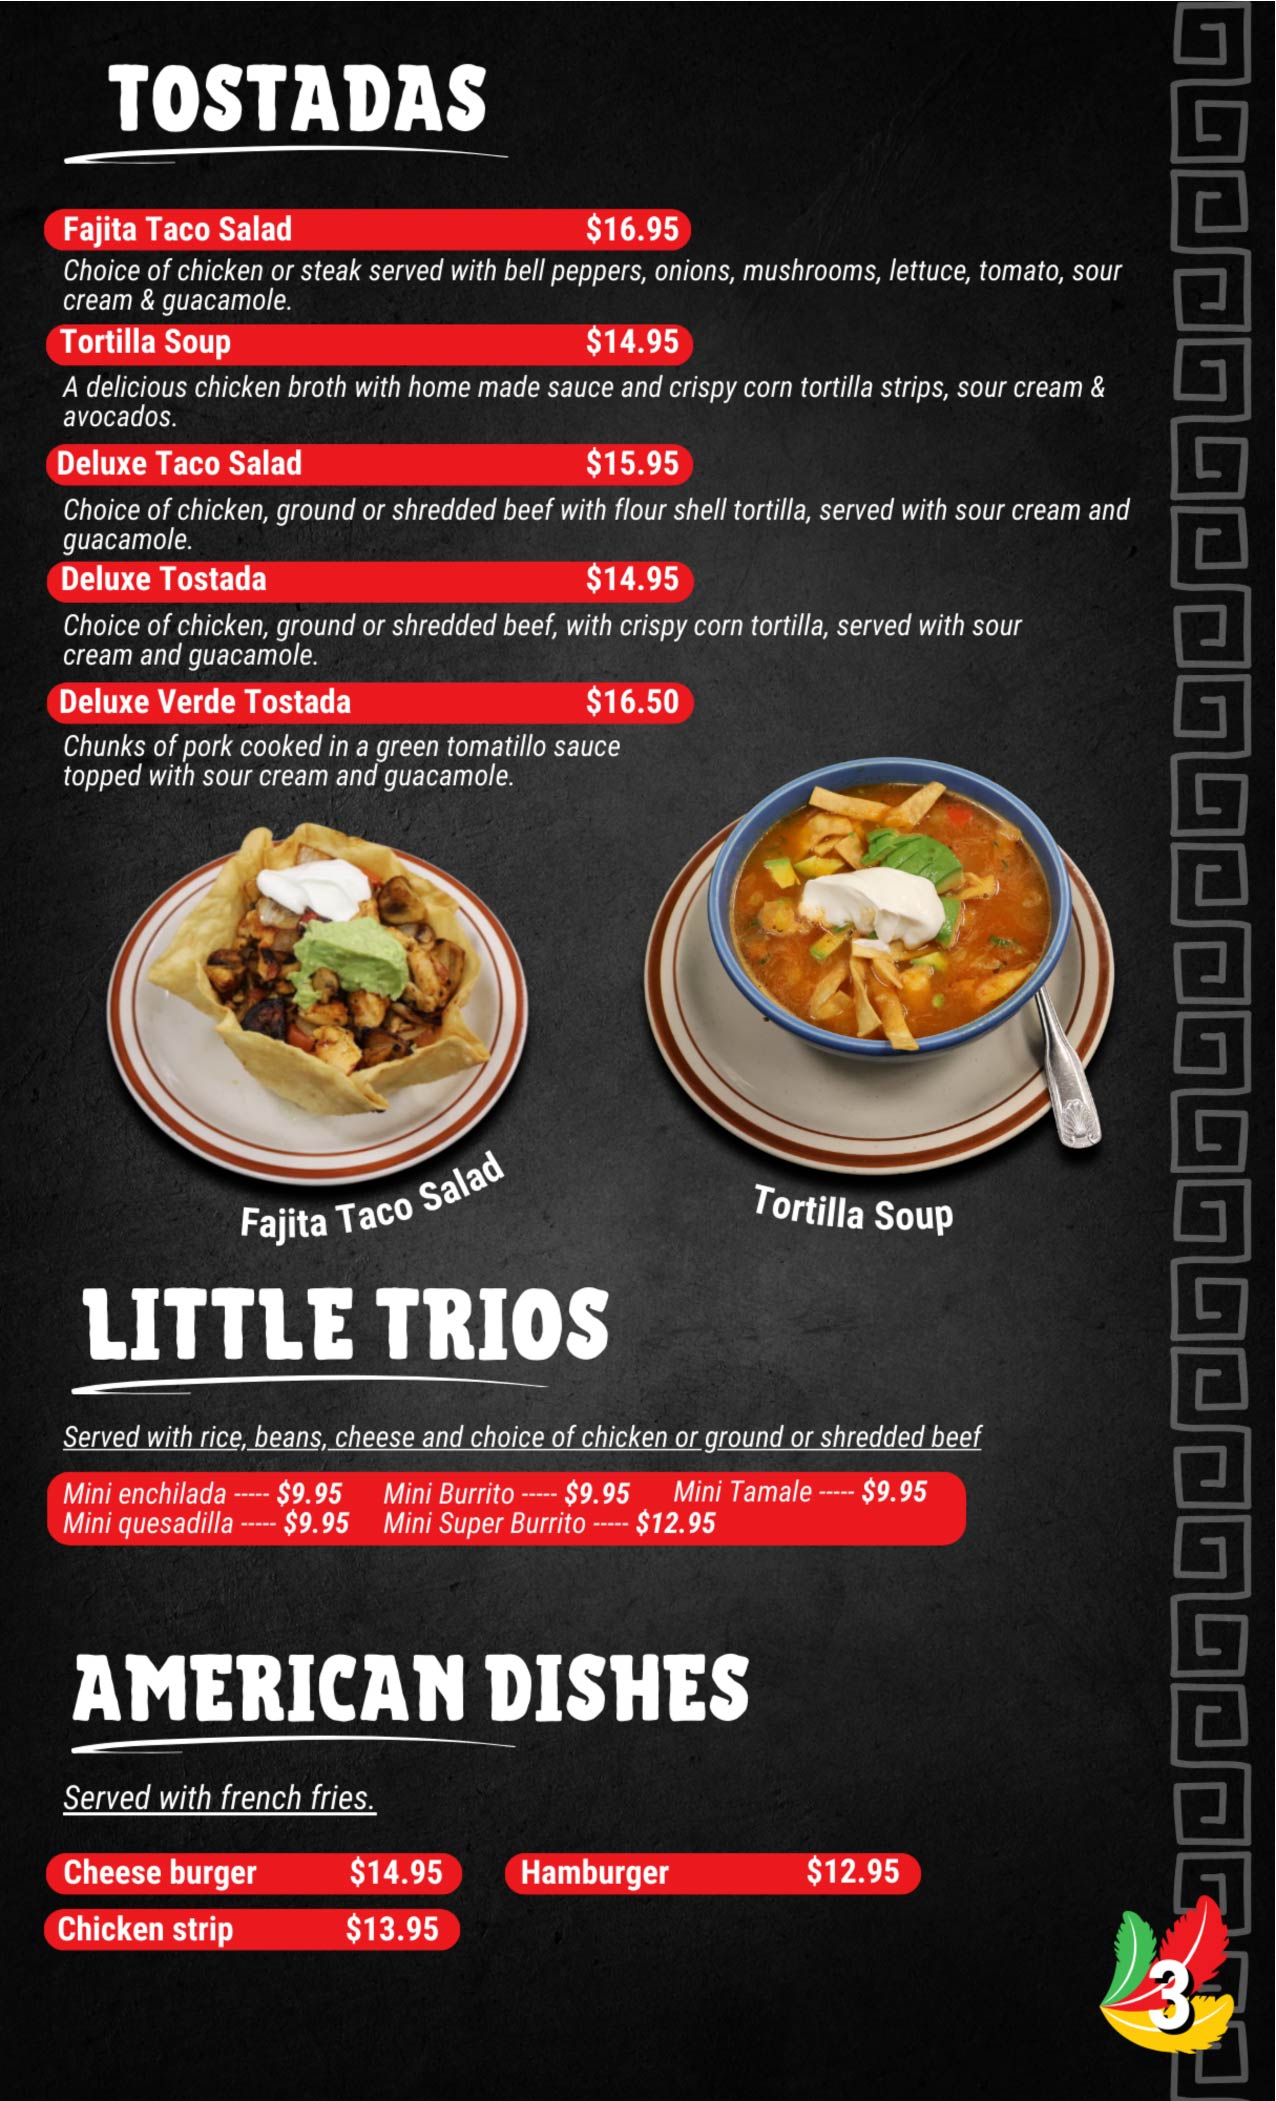 TOSTADAS
Fajita Taco Salad $16.95
Choice of chicken or steak served with bell peppers, onions, mushrooms, lettuce, tomato, sour
cream & guacamole.
Tortilla Soup $14.95
A delicious chicken broth with home made sauce and crispy corn tortilla strips, sour cream &
avocados.
Deluxe Taco Salad $15.95
Choice of chicken, ground or shredded beef with flour shell tortilla, served with sour cream and
guacamole.
Deluxe Tostada $14.95
Choice of chicken, ground or shredded beef, with crispy corn tortilla, served with sour
cream and guacamole.
Deluxe Verde Tostada $16.50
Chunks of pork cooked in a green tomatillo sauce
topped with sour cream and guacamole.
Fajita Taco Salad
Tortilla Soup
LITTLE TRIOS
Served with rice, beans, cheese and choice of chicken or ground or shredded beef
Mini enchilada ----- $9.95 Mini Burrito ----- $9.95 Mini Tamale ----- $9.95
Mini quesadilla ----- $9.95 Mini Super Burrito ----- $12.95
AMERICAN DISHES
Served with french fries.
Cheese burger $14.95 Hamburger $12.95
Chicken strip $13.95
3